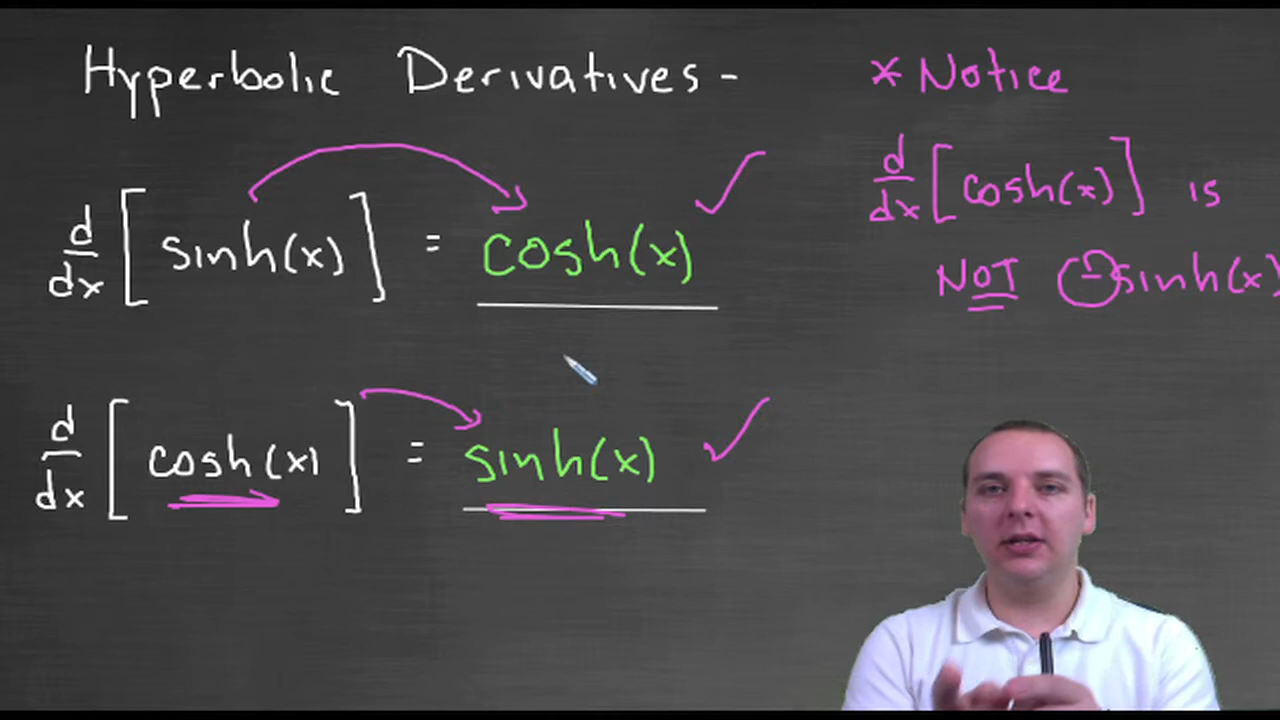 Hyperbolic Derivatives -
d/dx [sinh(x)] = cosh(x)
d/dx [cosh(x)] = sinh(x)
* Notice
d/dx [cosh(x)] is
NOT -sinh(x)